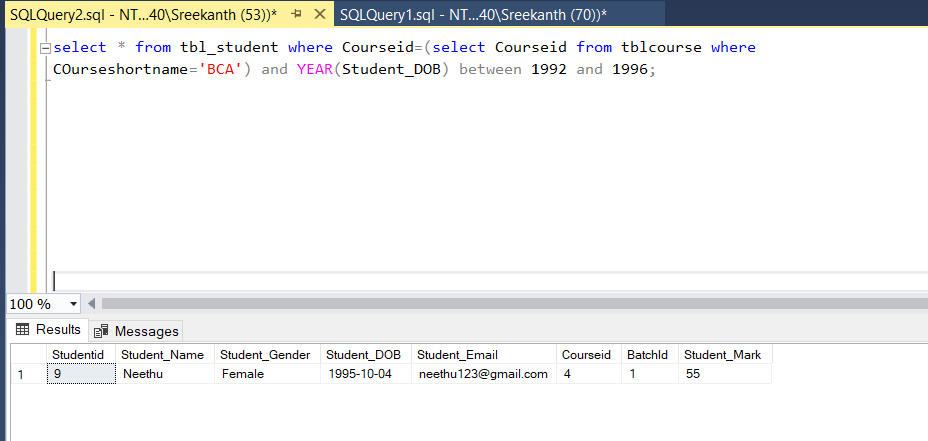 SQLQuery2.sql - NT...40\Sreekanth (53))* SQLQuery1.sql - NT...40\Sreekanth (70))*
select * from tbl_student where Courseid=(select Courseid from tblcourse where
COurseshortname='BCA') and YEAR(Student_DOB) between 1992 and 1996;
100 %
Results Messages
Studentid Student_Name Student_Gender Student_DOB Student_Email Courseid BatchId Student_Mark
1 9 Neethu Female 1995-10-04 neethu123@gmail.com 4 1 55